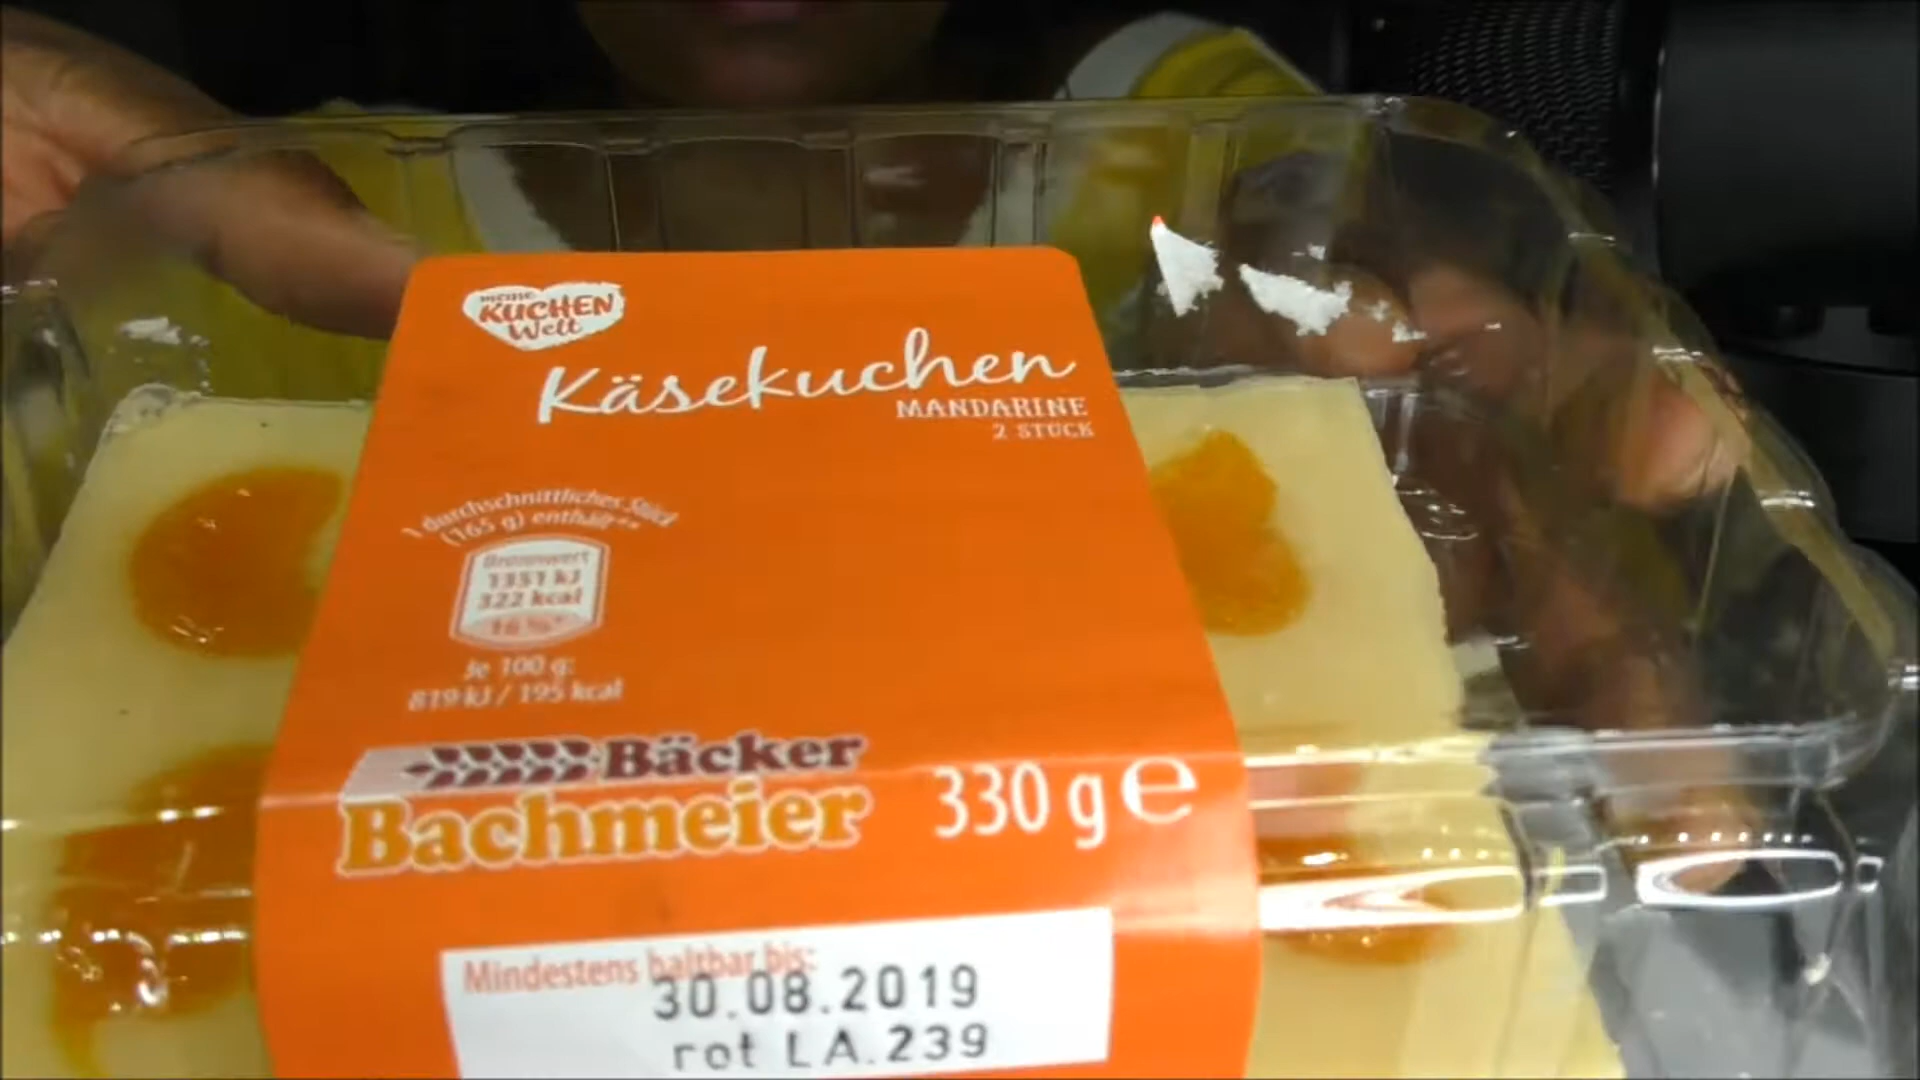 meine
KUCHEN
Welt
Käsekuchen
MANDARINE
2 STÜCK
1 durchschnittliches Stück
(165 g) enthält**
Brennwert
1351 kJ
322 kcal
16 %*
Je 100 g:
819 kJ / 195 kcal
Bäcker
Bachmeier
330 g e
Mindestens haltbar bis:
30.08.2019
rot LA.239